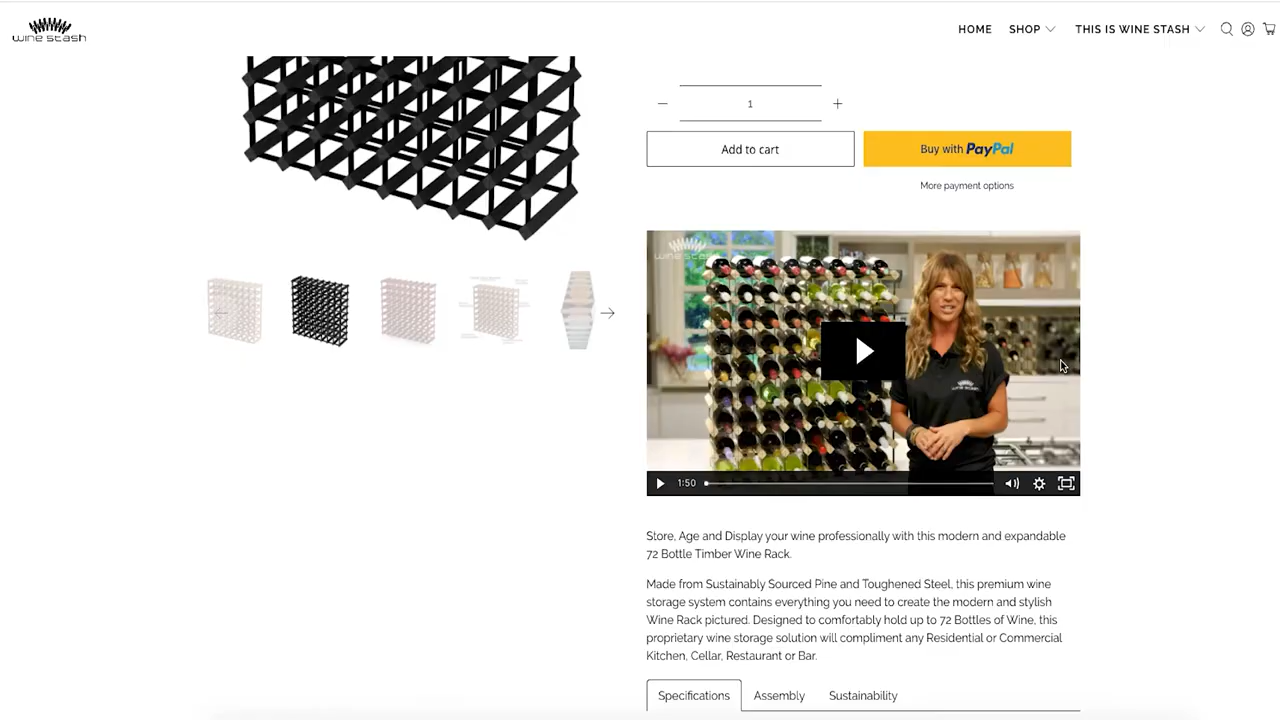 wine stash
HOME SHOP THIS IS WINE STASH
1
Add to cart
Buy with PayPal
More payment options
wine stash
WINE STASH
1:50
Store, Age and Display your wine professionally with this modern and expandable
72 Bottle Timber Wine Rack.
Made from Sustainably Sourced Pine and Toughened Steel, this premium wine
storage system contains everything you need to create the modern and stylish
Wine Rack pictured. Designed to comfortably hold up to 72 Bottles of Wine, this
proprietary wine storage solution will compliment any Residential or Commercial
Kitchen, Cellar, Restaurant or Bar.
Specifications Assembly Sustainability